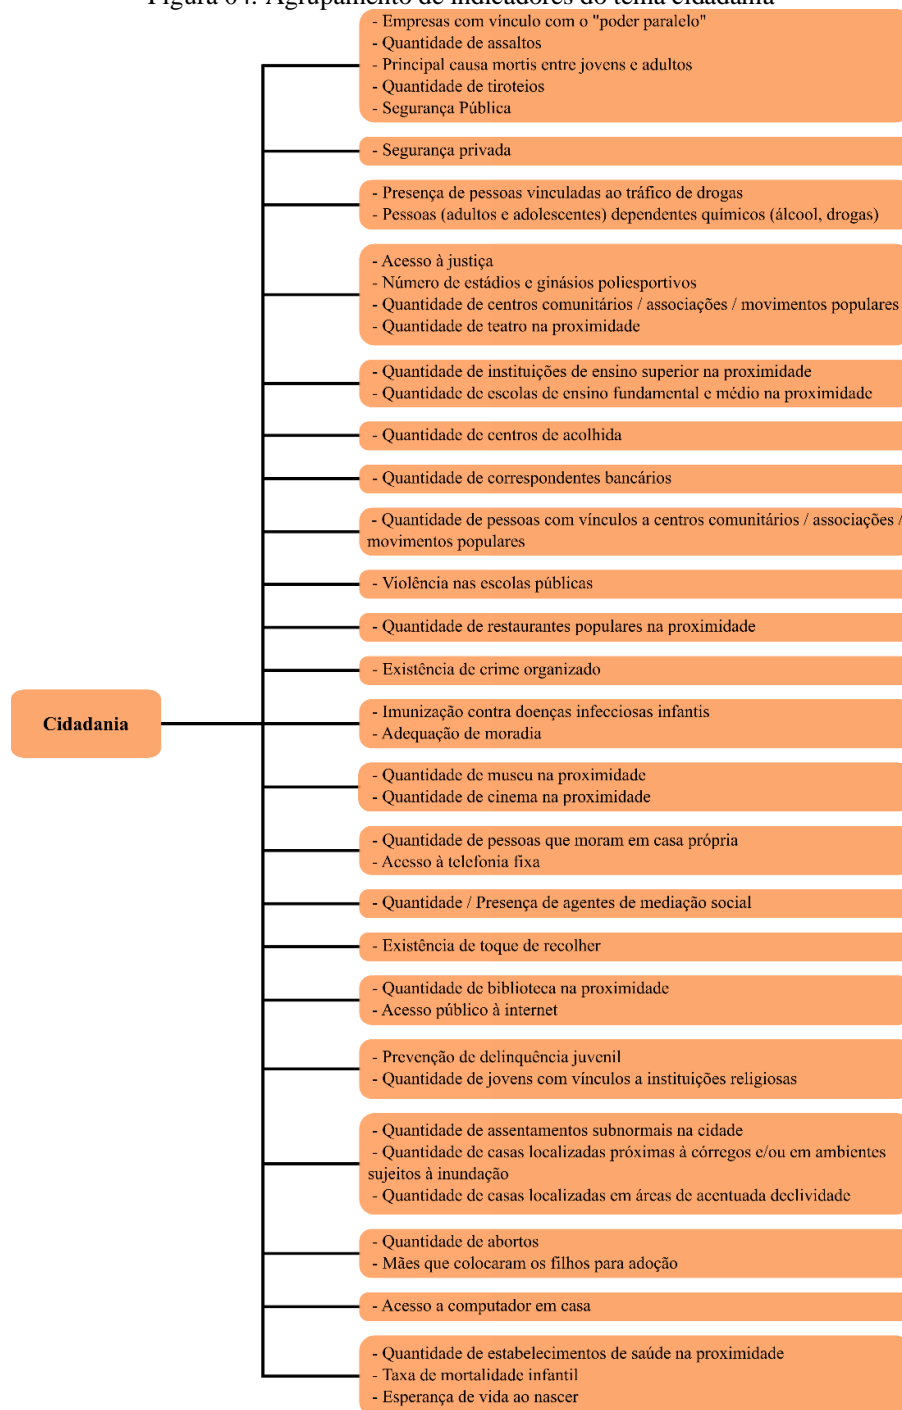 Figura 64. Agrupamento de indicadores do tema cidadania
- Empresas com vínculo com o "poder paralelo"
- Quantidade de assaltos
- Principal causa mortis entre jovens e adultos
- Quantidade de tiroteios
- Segurança Pública
- Segurança privada
- Presença de pessoas vinculadas ao tráfico de drogas
- Pessoas (adultos e adolescentes) dependentes químicos (álcool, drogas)
- Acesso à justiça
- Número de estádios e ginásios poliesportivos
- Quantidade de centros comunitários / associações / movimentos populares
- Quantidade de teatro na proximidade
- Quantidade de instituições de ensino superior na proximidade
- Quantidade de escolas de ensino fundamental e médio na proximidade
- Quantidade de centros de acolhida
- Quantidade de correspondentes bancários
- Quantidade de pessoas com vínculos a centros comunitários / associações /
movimentos populares
- Violência nas escolas públicas
- Quantidade de restaurantes populares na proximidade
- Existência de crime organizado
Cidadania
- Imunização contra doenças infecciosas infantis
- Adequação de moradia
- Quantidade de museu na proximidade
- Quantidade de cinema na proximidade
- Quantidade de pessoas que moram em casa própria
- Acesso à telefonia fixa
- Quantidade / Presença de agentes de mediação social
- Existência de toque de recolher
- Quantidade de biblioteca na proximidade
- Acesso público à internet
- Prevenção de delinquência juvenil
- Quantidade de jovens com vínculos a instituições religiosas
- Quantidade de assentamentos subnormais na cidade
- Quantidade de casas localizadas próximas à córregos e/ou em ambientes
sujeitos à inundação
- Quantidade de casas localizadas em áreas de acentuada declividade
- Quantidade de abortos
- Mães que colocaram os filhos para adoção
- Acesso a computador em casa
- Quantidade de estabelecimentos de saúde na proximidade
- Taxa de mortalidade infantil
- Esperança de vida ao nascer